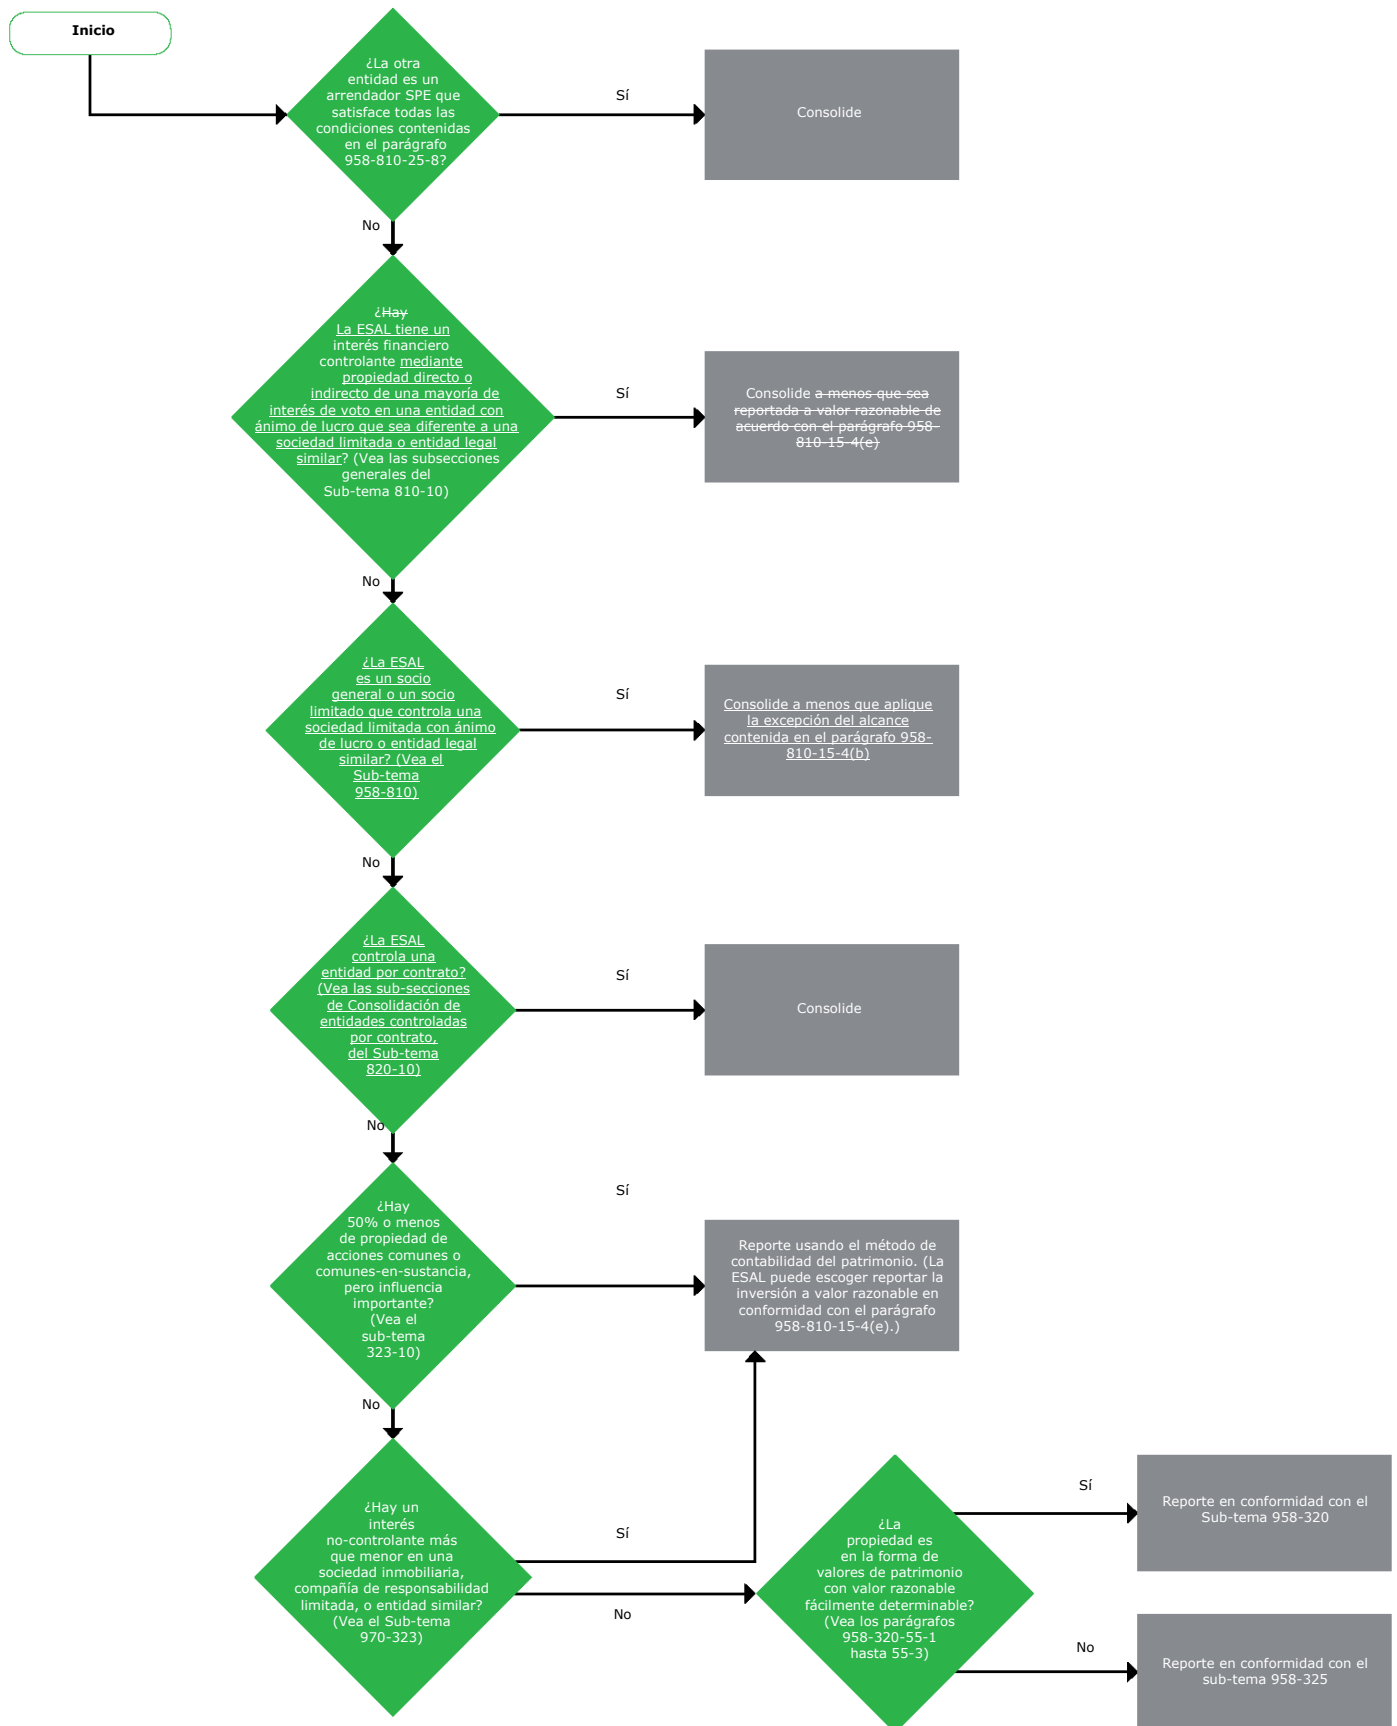 Inicio
¿La otra
entidad es un
arrendador SPE que
satisface todas las
condiciones contenidas
en el parágrafo
958-810-25-8?
Sí
Consolide
No
¿Hay
La ESAL tiene un
interés financiero
controlante mediante
propiedad directo o
indirecto de una mayoría de
interés de voto en una entidad con
ánimo de lucro que sea diferente a una
sociedad limitada o entidad legal
similar? (Vea las subsecciones
generales del
Sub-tema 810-10)
Sí
Consolide a menos que sea
reportada a valor razonable de
acuerdo con el parágrafo 958-
810-15-4(e)
No
¿La ESAL
es un socio
general o un socio
limitado que controla una
sociedad limitada con ánimo
de lucro o entidad legal
similar? (Vea el
Sub-tema
958-810)
Sí
Consolide a menos que aplique
la excepción del alcance
contenida en el parágrafo 958-
810-15-4(b)
No
¿La ESAL
controla una
entidad por contrato?
(Vea las sub-secciones
de Consolidación de
entidades controladas
por contrato,
del Sub-tema
820-10)
Sí
Consolide
No
¿Hay
50% o menos
de propiedad de
acciones comunes o
comunes-en-sustancia,
pero influencia
importante?
(Vea el
sub-tema
323-10)
Sí
Reporte usando el método de
contabilidad del patrimonio. (La
ESAL puede escoger reportar la
inversión a valor razonable en
conformidad con el parágrafo
958-810-15-4(e).)
No
¿Hay un
interés
no-controlante más
que menor en una
sociedad inmobiliaria,
compañía de responsabilidad
limitada, o entidad similar?
(Vea el Sub-tema
970-323)
Sí
No
¿La
propiedad es
en la forma de
valores de patrimonio
con valor razonable
fácilmente determinable?
(Vea los parágrafos
958-320-55-1
hasta 55-3)
Sí
Reporte en conformidad con el
Sub-tema 958-320
No
Reporte en conformidad con el
sub-tema 958-325